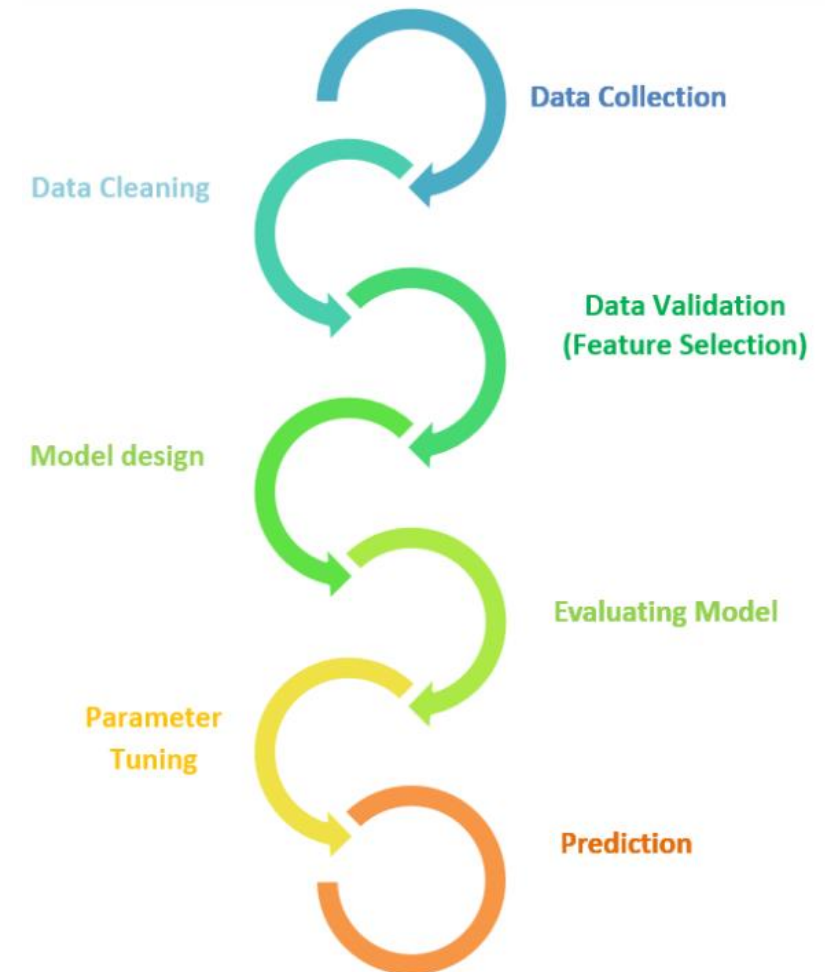 Data Collection
Data Cleaning
Data Validation
(Feature Selection)
Model design
Evaluating Model
Parameter
Tuning
Prediction